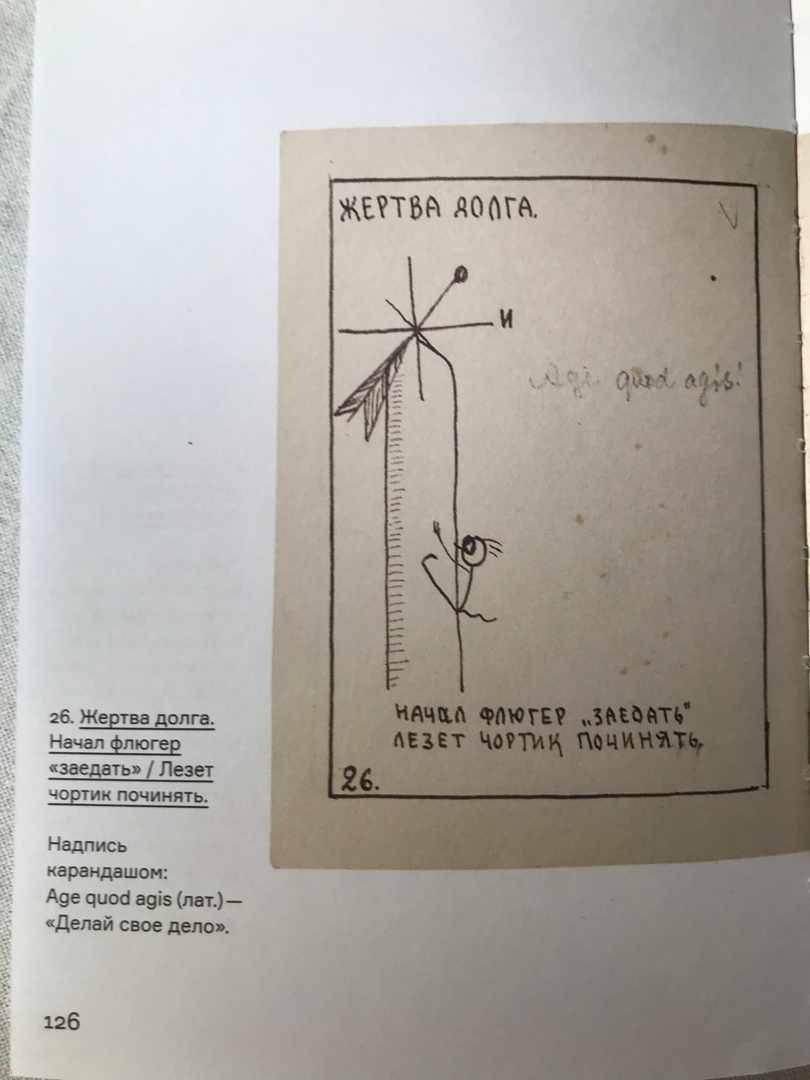 ЖЕРТВА ДОЛГА.
И
Agi quod agis!
НАЧАЛ ФЛЮГЕР „ЗАЕДАТЬ"
ЛЕЗЕТ ЧОРТИК ПОЧИНЯТЬ,
26.
26. Жертва долга.
Начал флюгер
«заедать» / Лезет
чортик починять.
Надпись
карандашом:
Age quod agis (лат.) —
«Делай свое дело».
126